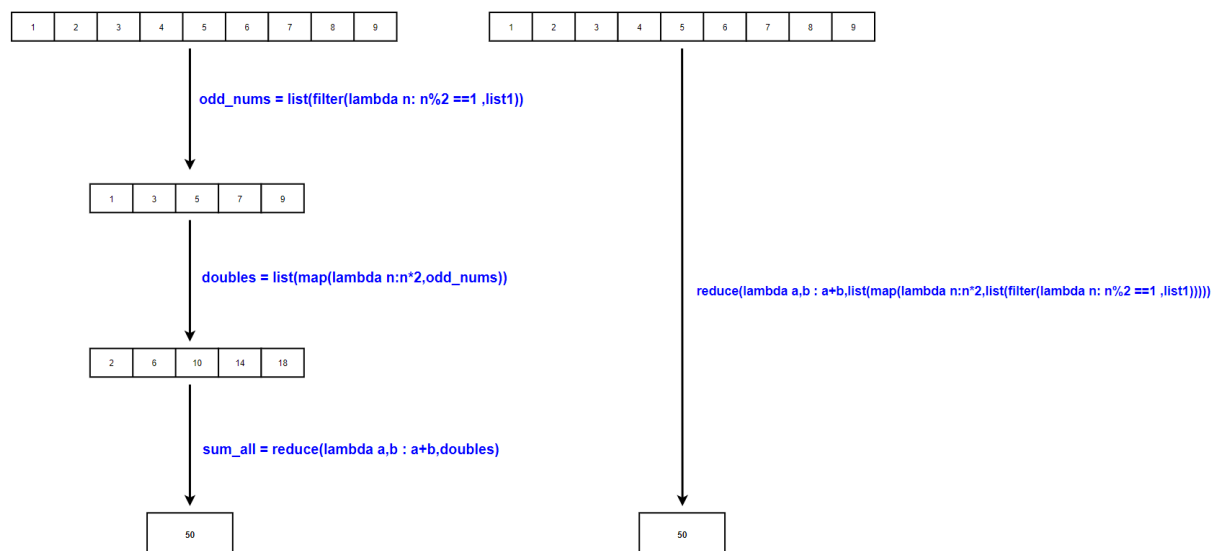 1 2 3 4 5 6 7 8 9
odd_nums = list(filter(lambda n: n%2 ==1 ,list1))
1 3 5 7 9
doubles = list(map(lambda n:n*2,odd_nums))
2 6 10 14 18
sum_all = reduce(lambda a,b : a+b,doubles)
50
1 2 3 4 5 6 7 8 9
reduce(lambda a,b : a+b,list(map(lambda n:n*2,list(filter(lambda n: n%2 ==1 ,list1)))))
50